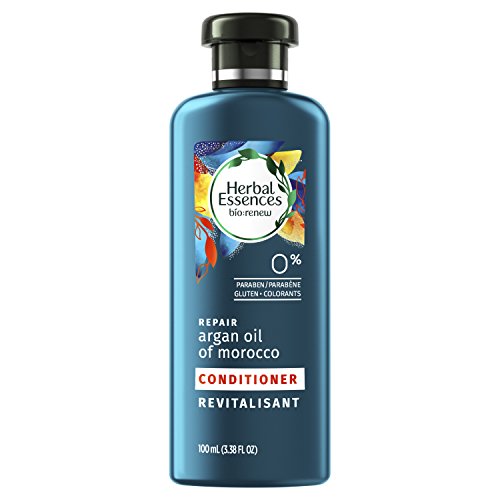 Herbal
Essences
bio:renew
0%
PARABEN/PARABÈNE
GLUTEN • COLORANTS
REPAIR
argan oil
of morocco
CONDITIONER
REVITALISANT
100 mL (3.38 FL OZ)